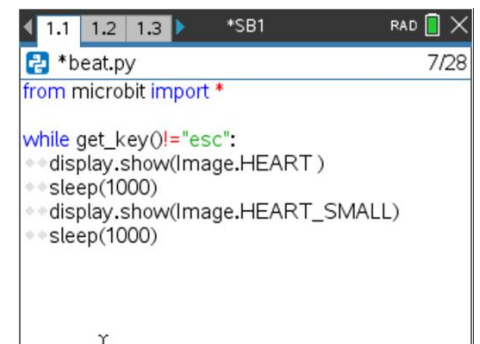 1.1 1.2 1.3 *SB1 RAD
*beat.py 7/28
from microbit import *
while get_key()!="esc":
display.show(Image.HEART )
sleep(1000)
display.show(Image.HEART_SMALL)
sleep(1000)